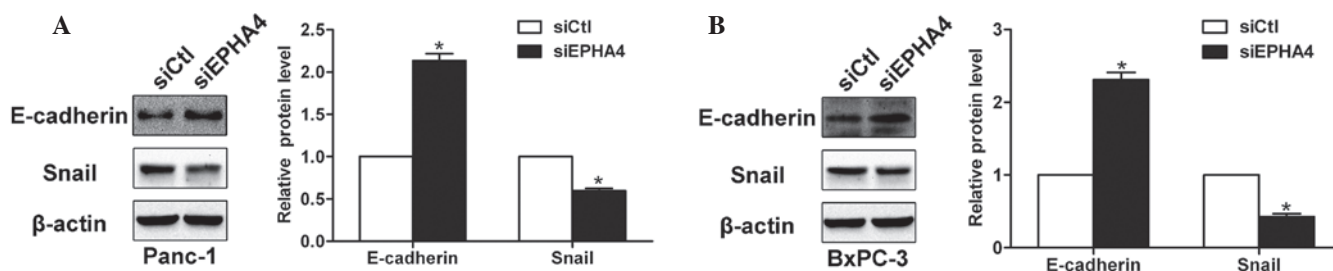 A
siCtl
siEPHA4
E-cadherin
Snail
β-actin
Panc-1
Relative protein level
2.5
2.0
1.5
1.0
0.5
0.0
*
*
E-cadherin
Snail
siCtl
siEPHA4
B
siCtl
siEPHA4
E-cadherin
Snail
β-actin
BxPC-3
Relative protein level
3
2
1
0
*
*
E-cadherin
Snail
siCtl
siEPHA4